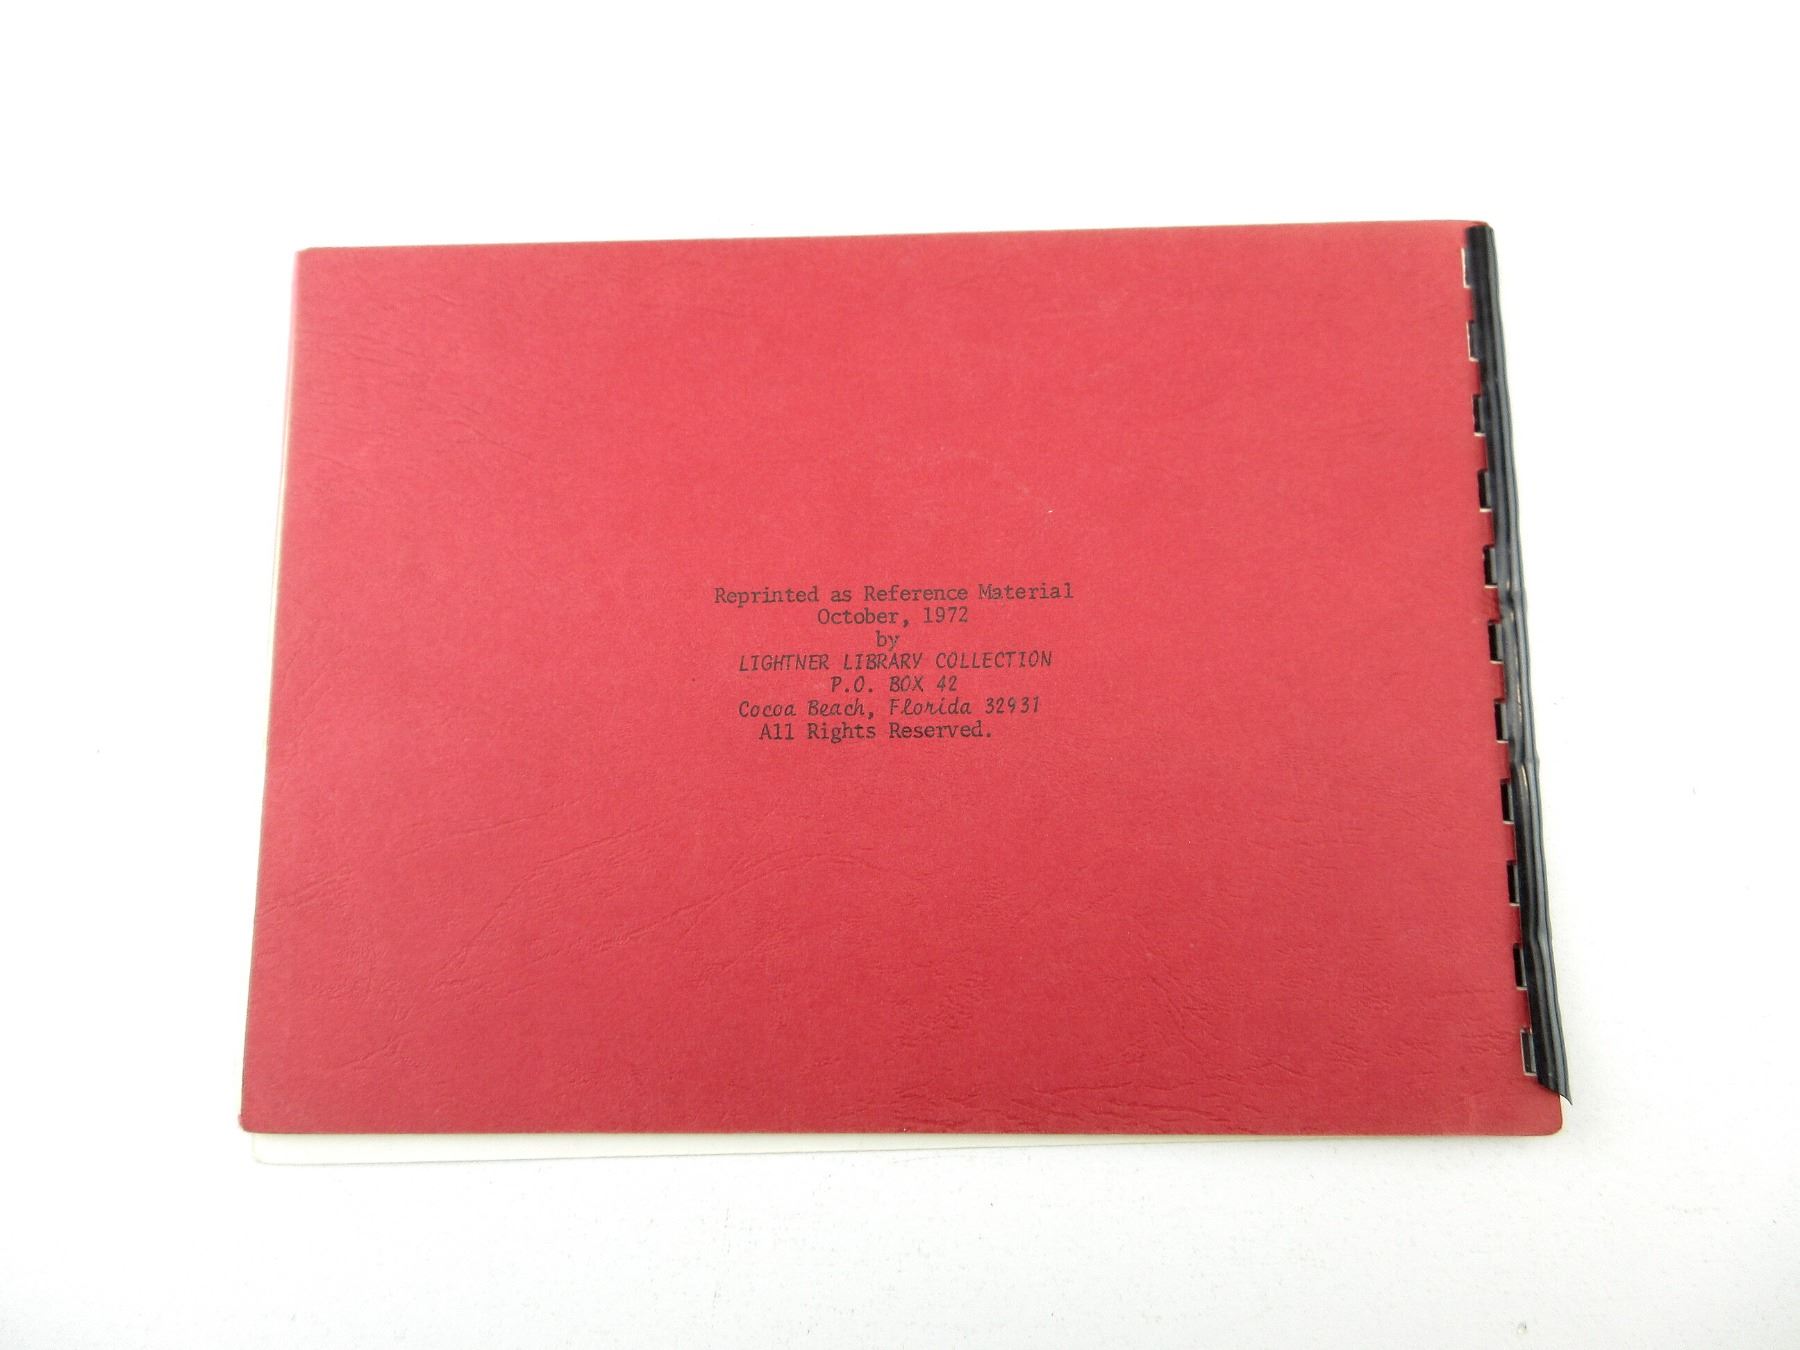 Reprinted as Reference Material
October, 1972
by
LIGHTNER LIBRARY COLLECTION
P.O. BOX 42
Cocoa Beach, Florida 32931
All Rights Reserved.